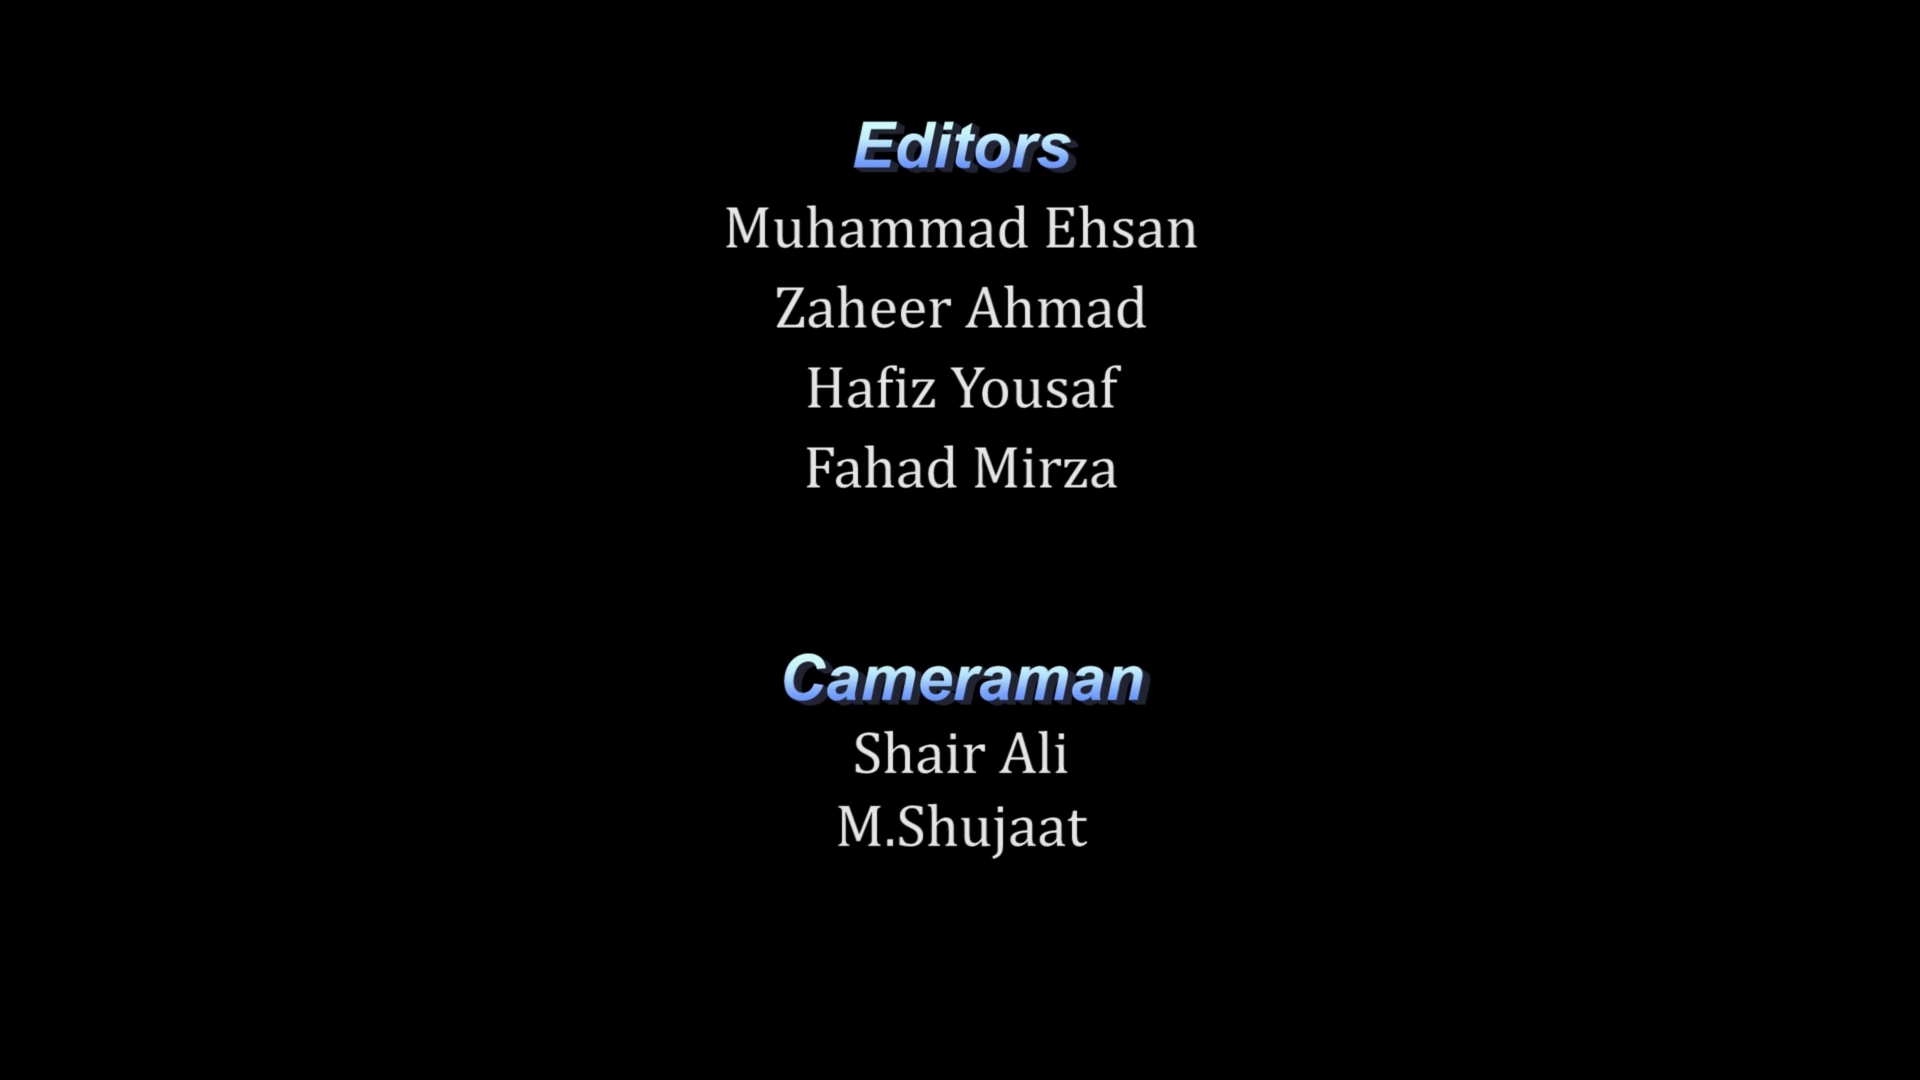 Editors
Muhammad Ehsan
Zaheer Ahmad
Hafiz Yousaf
Fahad Mirza
Cameraman
Shair Ali
M.Shujaat